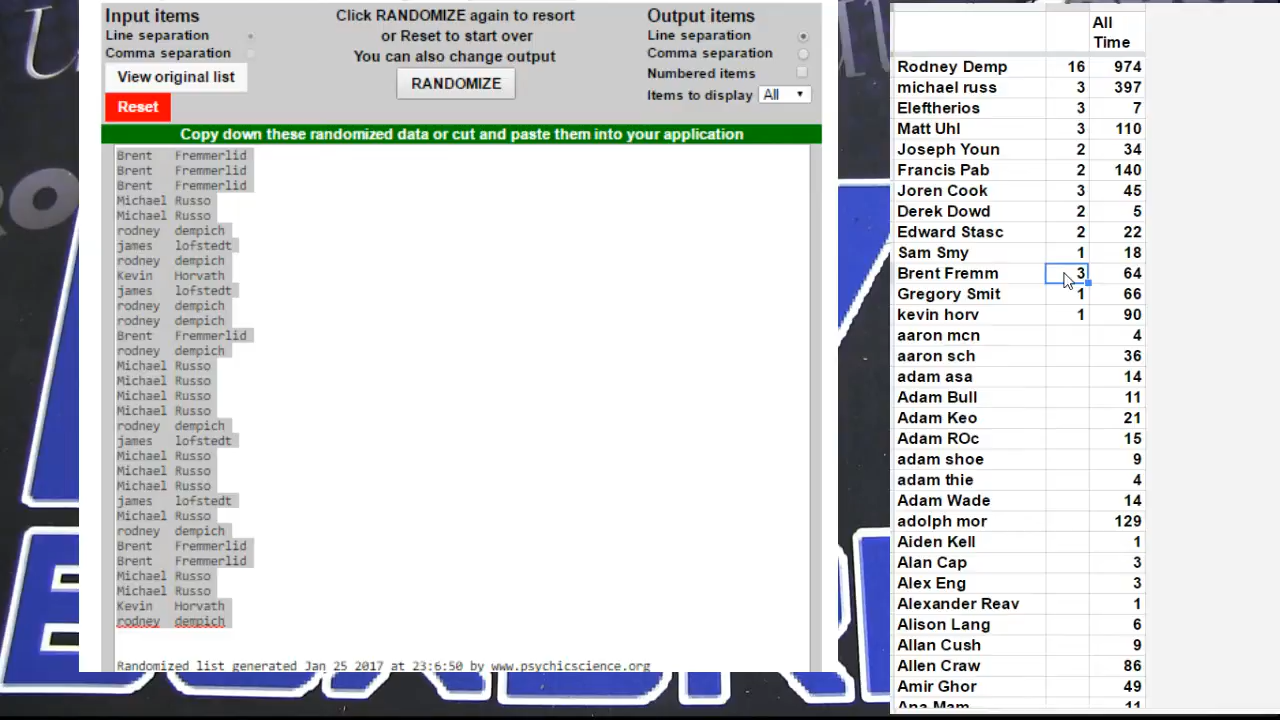 Input items
Line separation
Comma separation
View original list
Reset
Click RANDOMIZE again to resort
or Reset to start over
You can also change output
RANDOMIZE
Output items
Line separation
Comma separation
Numbered items
Items to display All
Copy down these randomized data or cut and paste them into your application
Brent Fremmerlid
Brent Fremmerlid
Brent Fremmerlid
Michael Russo
Michael Russo
rodney dempich
james lofstedt
rodney dempich
Kevin Horvath
james lofstedt
rodney dempich
rodney dempich
Brent Fremmerlid
rodney dempich
Michael Russo
Michael Russo
Michael Russo
Michael Russo
rodney dempich
james lofstedt
Michael Russo
Michael Russo
Michael Russo
james lofstedt
Michael Russo
rodney dempich
Brent Fremmerlid
Brent Fremmerlid
Michael Russo
Michael Russo
Kevin Horvath
rodney dempich
Randomized list generated Jan 25 2017 at 23:6:50 by www.psychicscience.org
All
Time
Rodney Demp 16 974
michael russ 3 397
Eleftherios 3 7
Matt Uhl 3 110
Joseph Youn 2 34
Francis Pab 2 140
Joren Cook 3 45
Derek Dowd 2 5
Edward Stasc 2 22
Sam Smy 1 18
Brent Fremm 3 64
Gregory Smit 1 66
kevin horv 1 90
aaron mcn 4
aaron sch 36
adam asa 14
Adam Bull 11
Adam Keo 21
Adam ROc 15
adam shoe 9
adam thie 4
Adam Wade 14
adolph mor 129
Aiden Kell 1
Alan Cap 3
Alex Eng 3
Alexander Reav 1
Alison Lang 6
Allan Cush 9
Allen Craw 86
Amir Ghor 49
Ana Mam 11